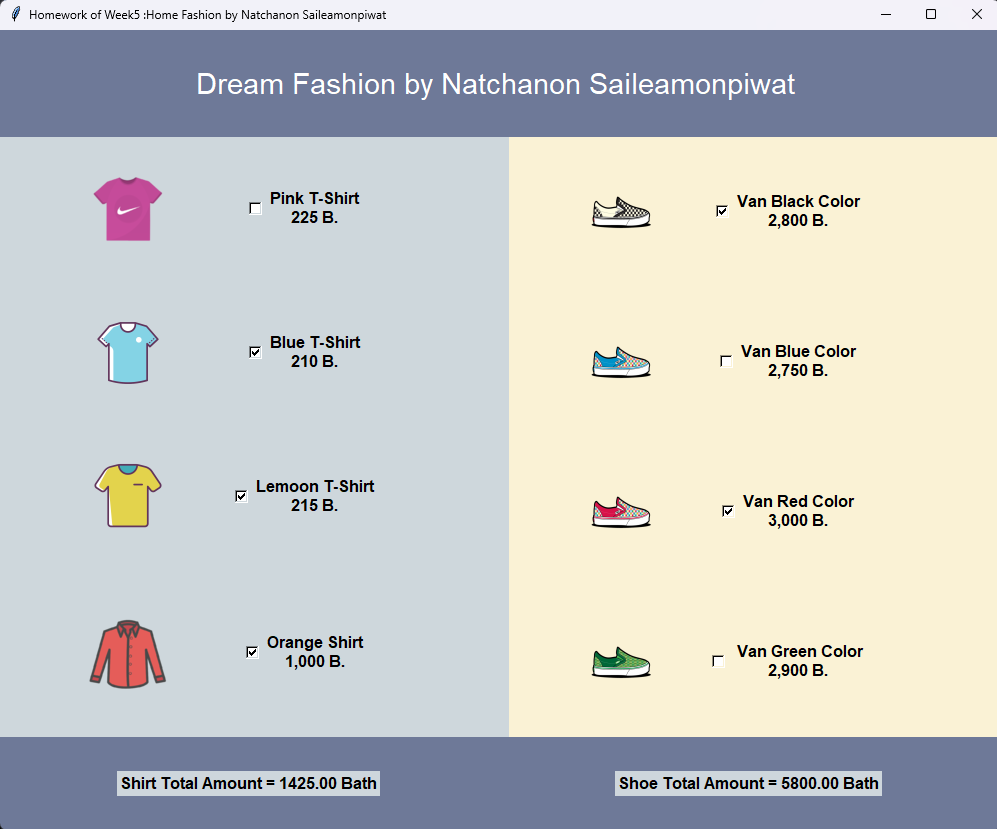 Homework of Week5 :Home Fashion by Natchanon Saileamonpiwat
Dream Fashion by Natchanon Saileamonpiwat
Pink T-Shirt
225 B.
Blue T-Shirt
210 B.
Lemoon T-Shirt
215 B.
Orange Shirt
1,000 B.
Van Black Color
2,800 B.
Van Blue Color
2,750 B.
Van Red Color
3,000 B.
Van Green Color
2,900 B.
Shirt Total Amount = 1425.00 Bath
Shoe Total Amount = 5800.00 Bath